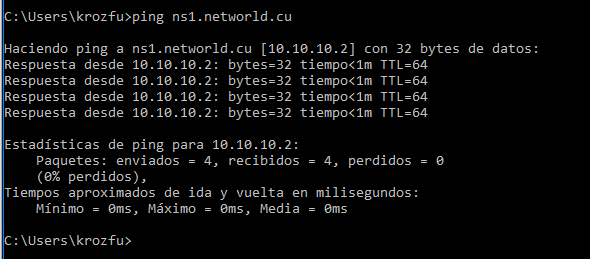 C:\Users\krozfu>ping ns1.networld.cu
Haciendo ping a ns1.networld.cu [10.10.10.2] con 32 bytes de datos:
Respuesta desde 10.10.10.2: bytes=32 tiempo<1m TTL=64
Respuesta desde 10.10.10.2: bytes=32 tiempo<1m TTL=64
Respuesta desde 10.10.10.2: bytes=32 tiempo<1m TTL=64
Respuesta desde 10.10.10.2: bytes=32 tiempo<1m TTL=64
Estadísticas de ping para 10.10.10.2:
Paquetes: enviados = 4, recibidos = 4, perdidos = 0
(0% perdidos),
Tiempos aproximados de ida y vuelta en milisegundos:
Mínimo = 0ms, Máximo = 0ms, Media = 0ms
C:\Users\krozfu>